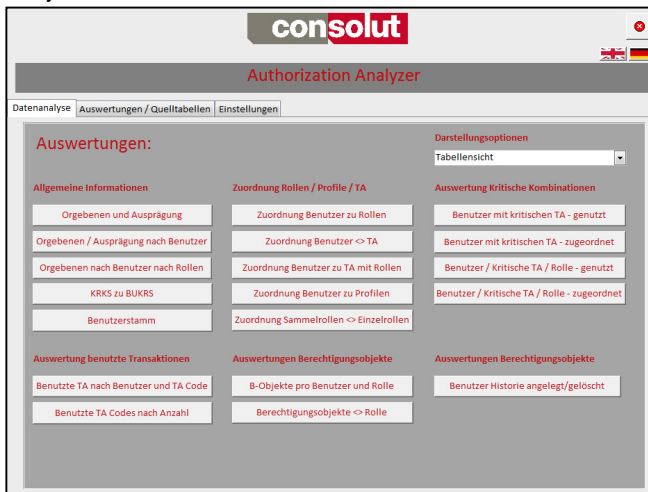 consolut
Authorization Analyzer
Datenanalyse Auswertungen / Quelltabellen Einstellungen
Auswertungen:
Darstellungsoptionen
Tabellensicht
Allgemeine Informationen
Orgebenen und Ausprägung
Orgebenen / Ausprägung nach Benutzer
Orgebenen nach Benutzer nach Rollen
KRKS zu BUKRS
Benutzerstamm
Zuordnung Rollen / Profile / TA
Zuordnung Benutzer zu Rollen
Zuordnung Benutzer <> TA
Zuordnung Benutzer zu TA mit Rollen
Zuordnung Benutzer zu Profilen
Zuordnung Sammelrollen <> Einzelrollen
Auswertung Kritische Kombinationen
Benutzer mit kritischen TA - genutzt
Benutzer mit kritischen TA - zugeordnet
Benutzer / Kritische TA / Rolle - genutzt
Benutzer / Kritische TA / Rolle - zugeordnet
Auswertung benutzte Transaktionen
Benutzte TA nach Benutzer und TA Code
Benutzte TA Codes nach Anzahl
Auswertungen Berechtigungsobjekte
B-Objekte pro Benutzer und Rolle
Berechtigungsobjekte <> Rolle
Auswertungen Berechtigungsobjekte
Benutzer Historie angelegt/gelöscht